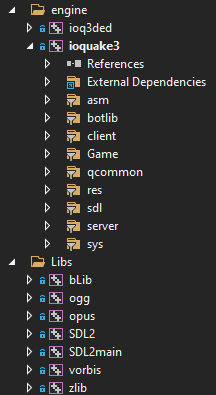 engine
ioq3ded
ioquake3
References
External Dependencies
asm
botlib
client
Game
qcommon
res
sdl
server
sys
Libs
bLib
ogg
opus
SDL2
SDL2main
vorbis
zlib